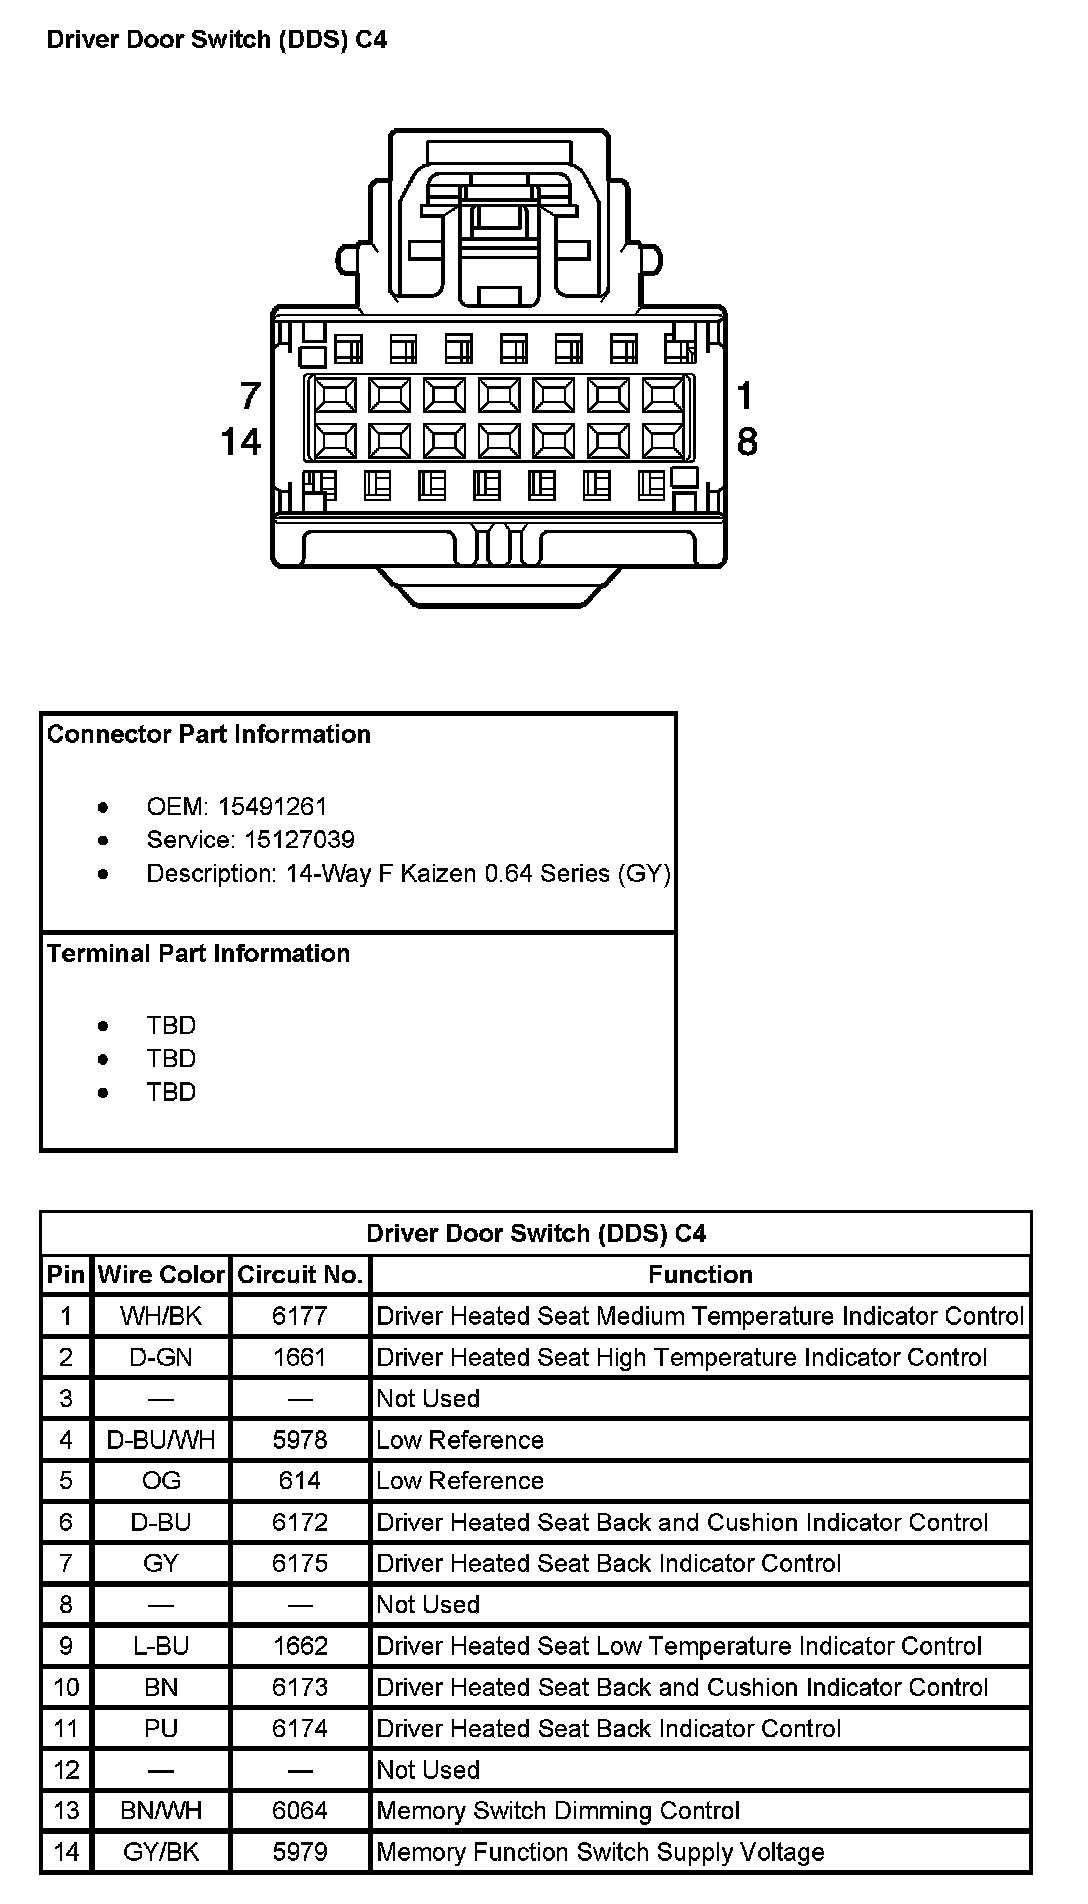 Driver Door Switch (DDS) C4
7 1
14 8
Connector Part Information
• OEM: 15491261
• Service: 15127039
• Description: 14-Way F Kaizen 0.64 Series (GY)
Terminal Part Information
• TBD
• TBD
• TBD
Driver Door Switch (DDS) C4
Pin Wire Color Circuit No. Function
1 WH/BK 6177 Driver Heated Seat Medium Temperature Indicator Control
2 D-GN 1661 Driver Heated Seat High Temperature Indicator Control
3 — — Not Used
4 D-BU/WH 5978 Low Reference
5 OG 614 Low Reference
6 D-BU 6172 Driver Heated Seat Back and Cushion Indicator Control
7 GY 6175 Driver Heated Seat Back Indicator Control
8 — — Not Used
9 L-BU 1662 Driver Heated Seat Low Temperature Indicator Control
10 BN 6173 Driver Heated Seat Back and Cushion Indicator Control
11 PU 6174 Driver Heated Seat Back Indicator Control
12 — — Not Used
13 BN/WH 6064 Memory Switch Dimming Control
14 GY/BK 5979 Memory Function Switch Supply Voltage